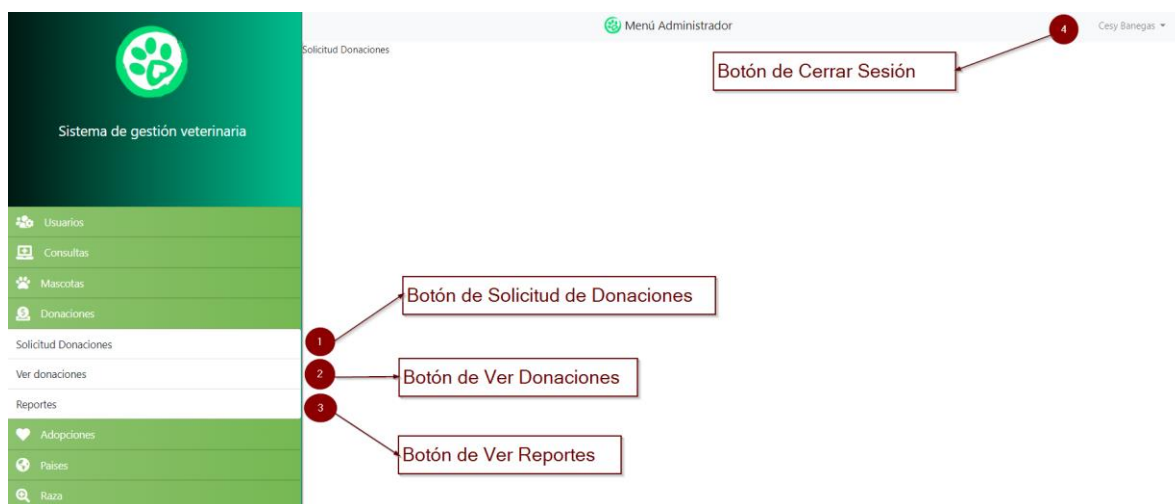 Menú Administrador
4
Cesy Banegas
Solicitud Donaciones
Botón de Cerrar Sesión
Sistema de gestión veterinaria
Usuarios
Consultas
Mascotas
Botón de Solicitud de Donaciones
Donaciones
Solicitud Donaciones
1
Ver donaciones
2
Botón de Ver Donaciones
Reportes
3
Adopciones
Botón de Ver Reportes
Paises
Raza